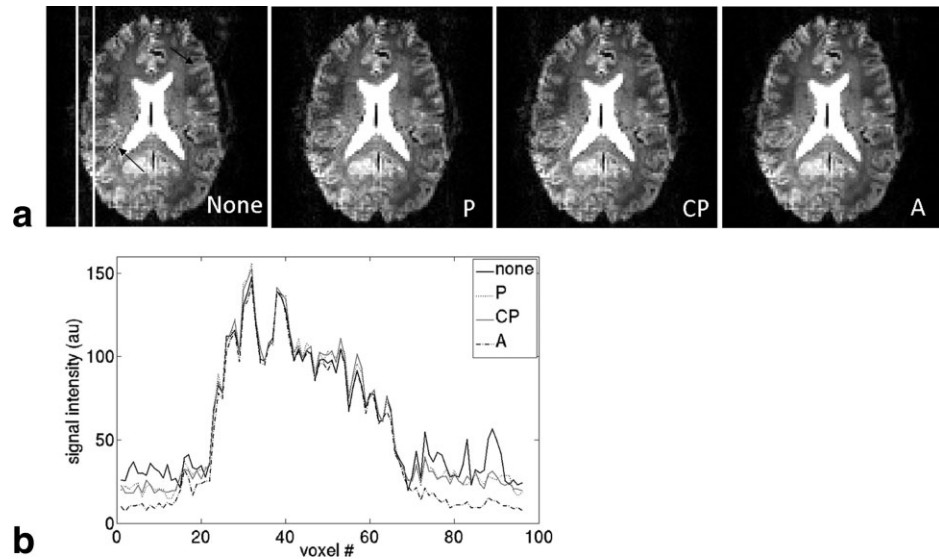 a
None
P
CP
A
b
signal intensity (au)
150
100
50
0
none
P
CP
A
0
20
40
60
80
100
voxel #